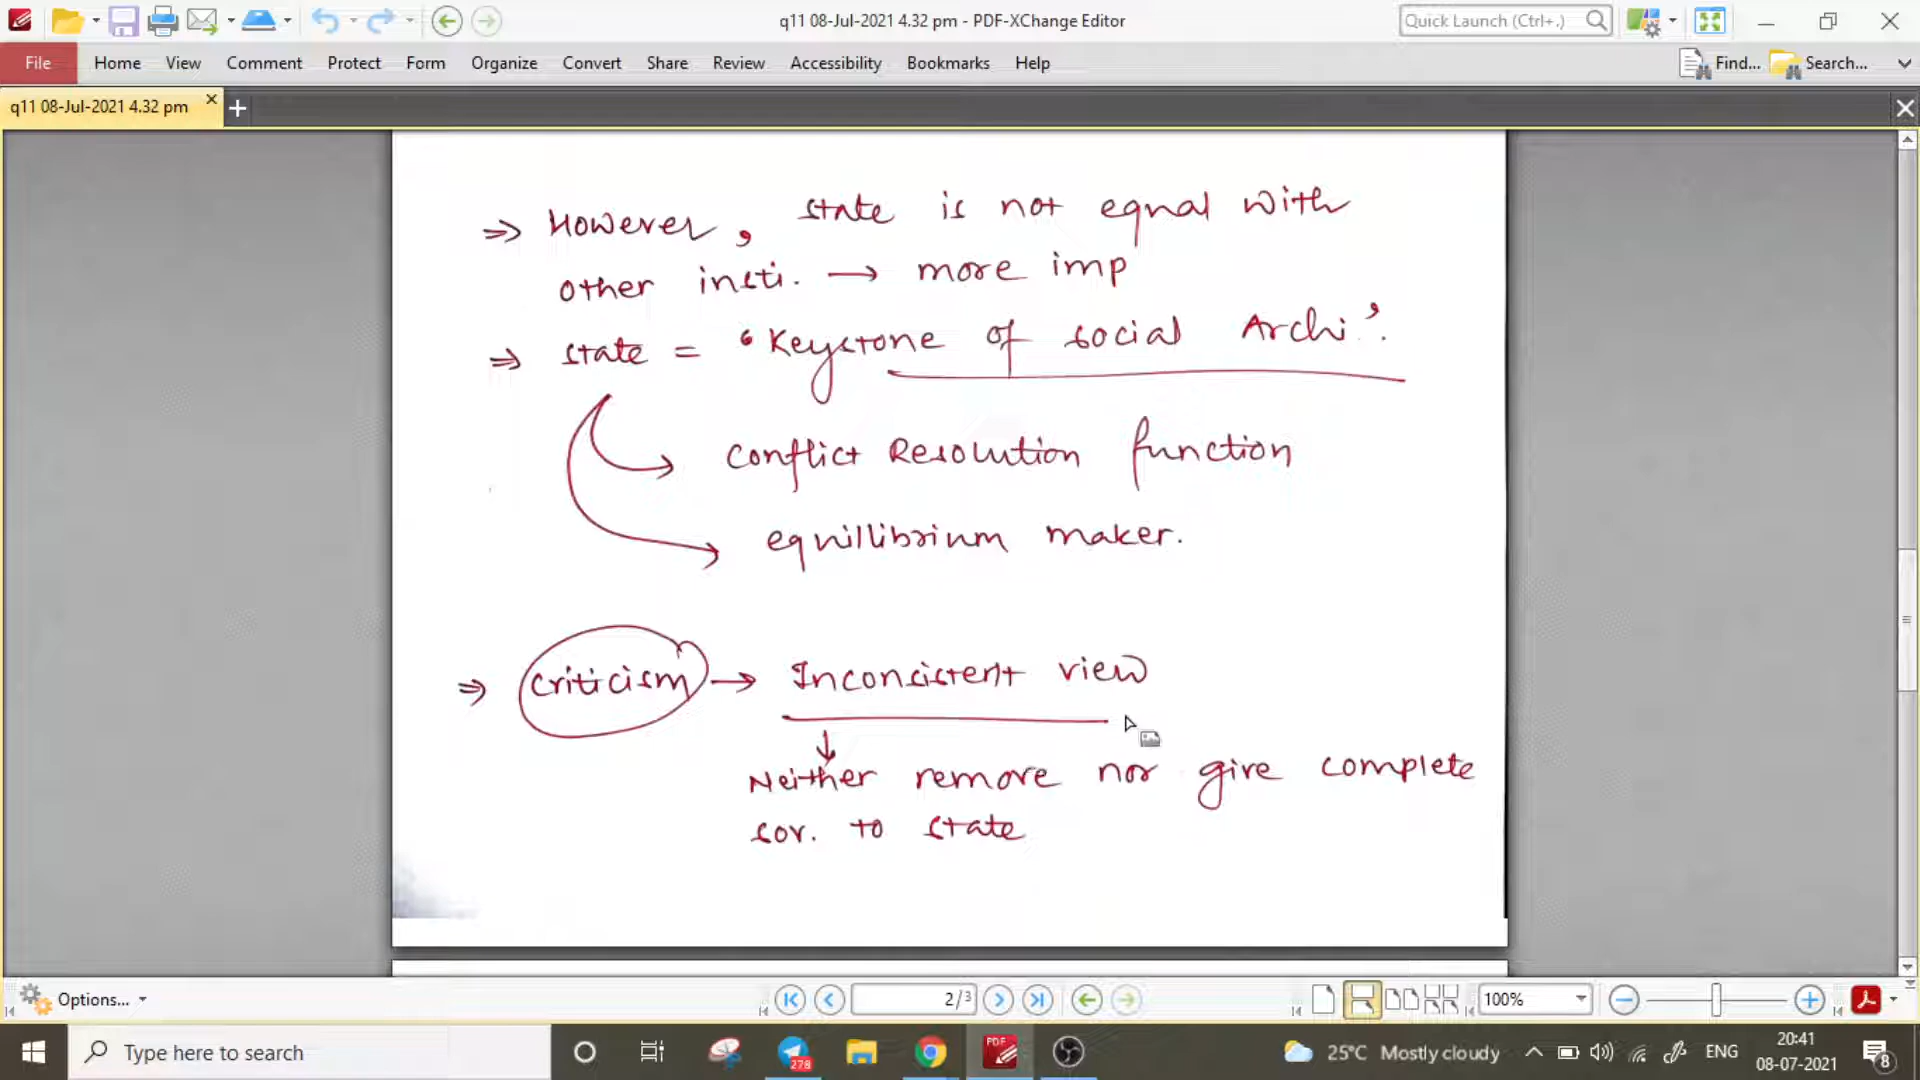 q11 08-Jul-2021 4.32 pm - PDF-XChange Editor
Quick Launch (Ctrl+.)
File Home View Comment Protect Form Organize Convert Share Review Accessibility Bookmarks Help
Find... Search...
q11 08-Jul-2021 4.32 pm
⇒ However, state is not equal with
other insti. → more imp
⇒ state = 'Keystone of social Archi.'
Conflict Resolution function
equillibrium maker.
⇒ criticism → Inconsistent view
Neither remove nor give complete
sov. to state
Options...
2/3
100%
Type here to search
278
PDF
25°C Mostly cloudy
ENG
20:41
08-07-2021
8